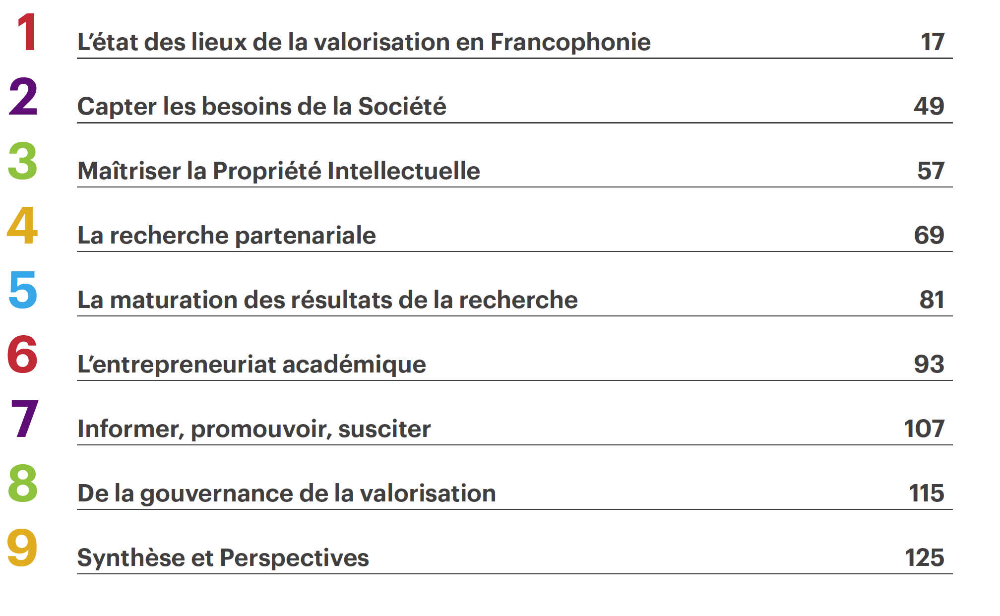 1 L’état des lieux de la valorisation en Francophonie 17
2 Capter les besoins de la Société 49
3 Maîtriser la Propriété Intellectuelle 57
4 La recherche partenariale 69
5 La maturation des résultats de la recherche 81
6 L’entrepreneuriat académique 93
7 Informer, promouvoir, susciter 107
8 De la gouvernance de la valorisation 115
9 Synthèse et Perspectives 125